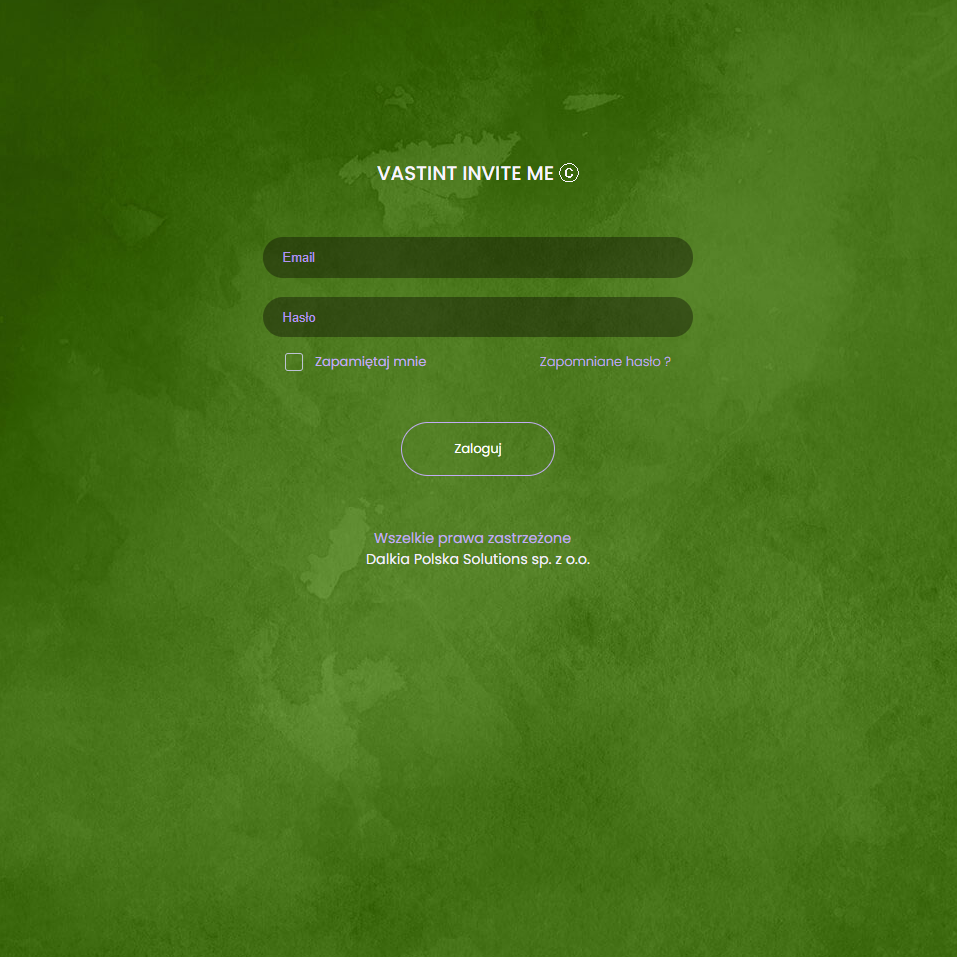 VASTINT INVITE ME ©
Email
Hasło
Zapamiętaj mnie
Zapomniane hasło ?
Zaloguj
Wszelkie prawa zastrzeżone
Dalkia Polska Solutions sp. z o.o.